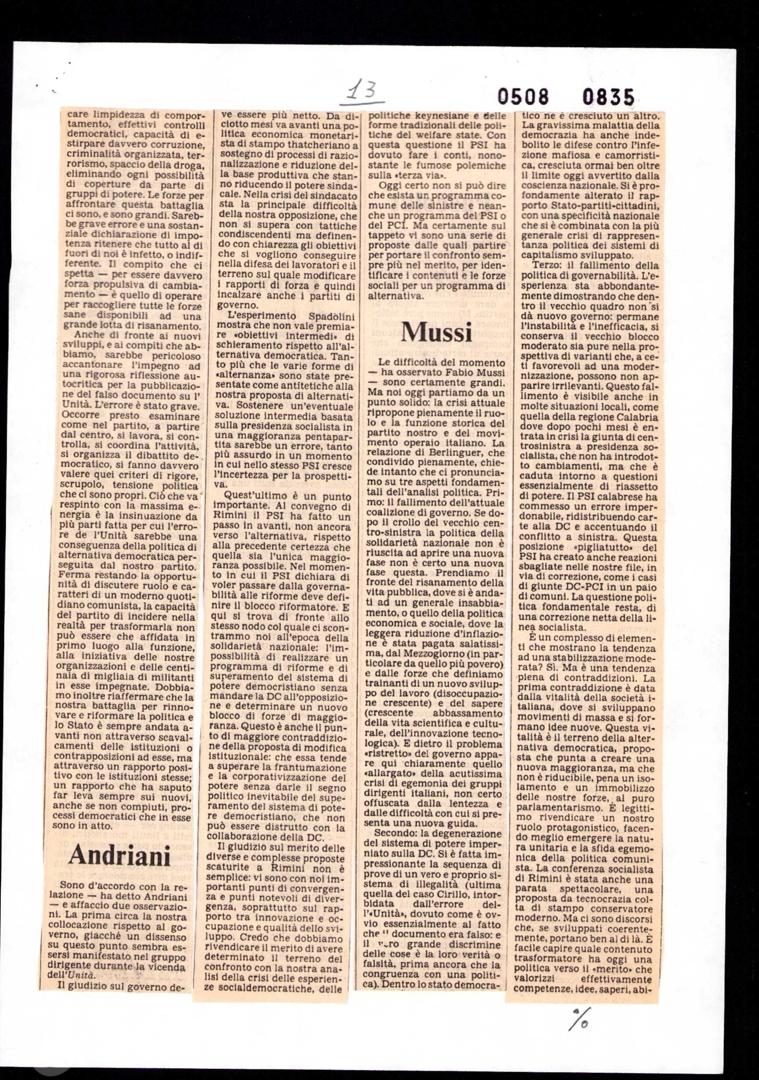 13
0508 0835
care limpidezza di compor-
tamento, effettivi controlli
democratici, capacità di e-
stirpare davvero corruzione,
criminalità organizzata, ter-
rorismo, spaccio della droga,
eliminando ogni possibilità
di coperture da parte di
gruppi di potere. Le forze per
affrontare questa battaglia
ci sono, e sono grandi. Sareb-
be grave errore e una sostan-
ziale dichiarazione di impo-
tenza ritenere che tutto al di
fuori di noi è infetto, o indif-
ferente. Il compito che ci
spetta — per essere davvero
forza propulsiva di cambia-
mento — è quello di operare
per raccogliere tutte le forze
sane disponibili ad una
grande lotta di risanamento.
Anche di fronte ai nuovi
sviluppi, e ai compiti che ab-
biamo, sarebbe pericoloso
accantonare l'impegno ad
una rigorosa riflessione au-
tocritica per la pubblicazio-
ne del falso documento su l'
Unità. L'errore è stato grave.
Occorre presto esaminare
come nel partito, a partire
dal centro, si lavora, si con-
trolla, si coordina l'attività,
si organizza il dibattito de-
mocratico, si fanno davvero
valere quei criteri di rigore,
scrupolo, tensione politica
che ci sono propri. Ciò che va
respinto con la massima e-
nergia è la insinuazione da
più parti fatta per cui l'erro-
re de l'Unità sarebbe una
conseguenza della politica di
alternativa democratica per-
seguita dal nostro partito.
Ferma restando la opportu-
nità di discutere ruolo e ca-
ratteri di un moderno quoti-
diano comunista, la capacità
del partito di incidere nella
realtà per trasformarla non
può essere che affidata in
primo luogo alla funzione,
alla iniziativa delle nostre
organizzazioni e delle centi-
naia di migliaia di militanti
in esse impegnate. Dobbia-
mo inoltre riaffermare che la
nostra battaglia per rinno-
vare e riformare la politica e
lo Stato è sempre andata a-
vanti non attraverso scaval-
camenti delle istituzioni o
contrapposizioni ad esse, ma
attraverso un rapporto posi-
tivo con le istituzioni stesse;
un rapporto che ha saputo
far leva sempre sui nuovi,
anche se non compiuti, pro-
cessi democratici che in esse
sono in atto.
Andriani
Sono d'accordo con la re-
lazione — ha detto Andriani
— e affaccio due osservazio-
ni. La prima circa la nostra
collocazione rispetto al go-
verno, giacché un dissenso
su questo punto sembra es-
sersi manifestato nel gruppo
dirigente durante la vicenda
dell'Unità.
Il giudizio sul governo de-
ve essere più netto. Da di-
ciotto mesi va avanti una po-
litica economica monetari-
sta di stampo thatcheriano a
sostegno di processi di razio-
nalizzazione e riduzione del-
la base produttiva che stan-
no riducendo il potere sinda-
cale. Nella crisi del sindacato
sta la principale difficoltà
della nostra opposizione, che
non si supera con tattiche
condiscendenti ma definen-
do con chiarezza gli obiettivi
che si vogliono conseguire
nella difesa dei lavoratori e il
terreno sul quale modificare
i rapporti di forza e quindi
incalzare anche i partiti di
governo.
L'esperimento Spadolini
mostra che non vale premia-
re «obiettivi intermedi» di
schieramento rispetto all'al-
ternativa democratica. Tan-
to più che le varie forme di
«alternanza» sono state pre-
sentate come antitetiche alla
nostra proposta di alternati-
va. Sostenere un'eventuale
soluzione intermedia basata
sulla presidenza socialista in
una maggioranza pentapar-
tita sarebbe un errore, tanto
più assurdo in un momento
in cui nello stesso PSI cresce
l'incertezza per la prospetti-
va.
Quest'ultimo è un punto
importante. Al convegno di
Rimini il PSI ha fatto un
passo in avanti, non ancora
verso l'alternativa, rispetto
alla precedente certezza che
quella sia l'unica maggio-
ranza possibile. Nel momen-
to in cui il PSI dichiara di
voler passare dalla governa-
bilità alle riforme deve defi-
nire il blocco riformatore. E
qui si trova di fronte allo
stesso nodo col quale ci scon-
trammo noi all'epoca della
solidarietà nazionale: l'im-
possibilità di realizzare un
programma di riforme e di
superamento del sistema di
potere democristiano senza
mandare la DC all'opposizio-
ne e determinare un nuovo
blocco di forze di maggio-
ranza. Questo è anche il pun-
to di maggiore contraddizio-
ne della proposta di modifica
istituzionale: che essa tende
a superare la frantumazione
e la corporativizzazione del
potere senza darle il segno
politico inevitabile del supe-
ramento del sistema di pote-
re democristiano, che non
può essere distrutto con la
collaborazione della DC.
Il giudizio sul merito delle
diverse e complesse proposte
scaturite a Rimini non è
semplice: vi sono con noi im-
portanti punti di convergen-
za e punti notevoli di diver-
genza, soprattutto sul rap-
porto tra innovazione e oc-
cupazione e qualità dello svi-
luppo. Credo che dobbiamo
rivendicare il merito di avere
determinato il terreno del
confronto con la nostra ana-
lisi della crisi delle esperien-
ze socialdemocratiche, delle
politiche keynesiane e delle
forme tradizionali delle poli-
tiche del welfare state. Con
questa questione il PSI ha
dovuto fare i conti, nono-
stante le fumose polemiche
sulla «terza via».
Oggi certo non si può dire
che esista un programma co-
mune delle sinistre e nean-
che un programma del PSI o
del PCI. Ma certamente sul
tappeto vi sono una serie di
proposte dalle quali partire
per portare il confronto sem-
pre più nel merito, per iden-
tificare i contenuti e le forze
sociali per un programma di
alternativa.
Mussi
Le difficoltà del momento
— ha osservato Fabio Mussi
— sono certamente grandi.
Ma noi oggi partiamo da un
punto solido: la crisi attuale
ripropone pienamente il ruo-
lo e la funzione storica del
partito nostro e del movi-
mento operaio italiano. La
relazione di Berlinguer, che
condivido pienamente, chie-
de intanto che ci pronuncia-
mo su tre aspetti fondamen-
tali dell'analisi politica. Pri-
mo: il fallimento dell'attuale
coalizione di governo. Se do-
po il crollo del vecchio cen-
tro-sinistra la politica della
solidarietà nazionale non è
riuscita ad aprire una nuova
fase non è certo una nuova
fase questa. Prendiamo il
fronte del risanamento della
vita pubblica, dove si è anda-
ti ad un generale insabbia-
mento, o quello della politica
economica e sociale, dove la
leggera riduzione d'inflazio-
ne è stata pagata salatissi-
ma, dal Mezzogiorno (in par-
ticolare da quello più povero)
e dalle forze che definiamo
trainanti di un nuovo svilup-
po del lavoro (disoccupazio-
ne crescente) e del sapere
(crescente abbassamento
della vita scientifica e cultu-
rale, dell'innovazione tecno-
logica). E dietro il problema
«ristretto» del governo appa-
re qui chiaramente quello
«allargato» della acutissima
crisi di egemonia dei gruppi
dirigenti italiani, non certo
offuscata dalla lentezza e
dalle difficoltà con cui si pre-
senta una nuova guida.
Secondo: la degenerazione
del sistema di potere imper-
niato sulla DC. Si è fatta im-
pressionante la sequenza di
prove di un vero e proprio si-
stema di illegalità (ultima
quella del caso Cirillo, intor-
bidata dall'errore del-
l'«Unità», dovuto come è ov-
vio essenzialmente al fatto
che documento era falso: e
il vero grande discrimine
delle cose è la loro verità o
falsità, prima ancora che la
congruenza con una politi-
ca). Dentro lo stato democra-
tico ne è cresciuto un altro.
La gravissima malattia della
democrazia ha anche inde-
bolito le difese contro l'infe-
zione mafiosa e camorristi-
ca, cresciuta ormai ben oltre
il limite oggi avvertito dalla
coscienza nazionale. Si è pro-
fondamente alterato il rap-
porto Stato-partiti-cittadini,
con una specificità nazionale
che si è combinata con la più
generale crisi di rappresen-
tanza politica dei sistemi di
capitalismo sviluppato.
Terzo: il fallimento della
politica di governabilità. L'e-
sperienza sta abbondante-
mente dimostrando che den-
tro il vecchio quadro non si
dà nuovo governo: permane
l'instabilità e l'inefficacia, si
conserva il vecchio blocco
moderato sia pure nella pro-
spettiva di varianti che, a ce-
ti favorevoli ad una moder-
nizzazione, possono non ap-
parire irrilevanti. Questo fal-
limento è visibile anche in
molte situazioni locali, come
quella della regione Calabria
dove dopo pochi mesi è en-
trata in crisi la giunta di cen-
trosinistra a presidenza so-
cialista, che non ha introdot-
to cambiamenti, ma che è
caduta intorno a questioni
essenzialmente di riassetto
di potere. Il PSI calabrese ha
commesso un errore imper-
donabile, ridistribuendo car-
te alla DC e accentuando il
conflitto a sinistra. Questa
posizione «pigliatutto» del
PSI ha creato anche reazioni
sbagliate nelle nostre file, in
via di correzione, come i casi
di giunte DC-PCI in un paio
di comuni. La questione poli-
tica fondamentale resta, di
una correzione netta della li-
nea socialista.
È un complesso di elemen-
ti che mostrano la tendenza
ad una stabilizzazione mode-
rata? Sì. Ma è una tendenza
piena di contraddizioni. La
prima contraddizione è data
dalla vitalità della società i-
taliana, dove si sviluppano
movimenti di massa e si for-
mano idee nuove. Questa vi-
talità è il terreno della alter-
nativa democratica, propo-
sta che punta a creare una
nuova maggioranza, ma che
non è riducibile, pena un iso-
lamento e un immobilizzo
delle nostre forze, al puro
parlamentarismo. È legitti-
mo rivendicare un nostro
ruolo protagonistico, facen-
do meglio emergere la natu-
ra unitaria e la sfida egemo-
nica della politica comuni-
sta. La conferenza socialista
di Rimini è stata anche una
parata spettacolare, una
proposta da tecnocrazia col-
ta di stampo conservatore
moderno. Ma ci sono discorsi
che, se sviluppati coerente-
mente, portano ben al di là. È
facile capire quale contenuto
trasformatore ha oggi una
politica verso il «merito» che
valorizzi effettivamente
competenze, idee, saperi, abi-
%